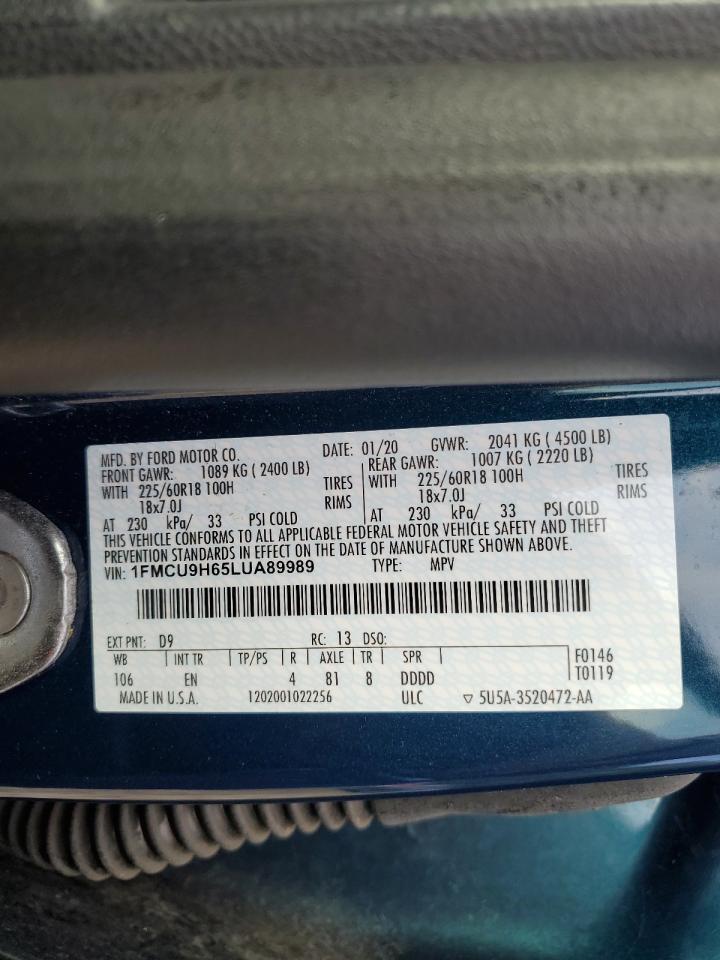 MFD. BY FORD MOTOR CO. DATE: 01/20 GVWR: 2041 KG ( 4500 LB)
FRONT GAWR: 1089 KG ( 2400 LB) REAR GAWR: 1007 KG ( 2220 LB)
WITH 225/60R18 100H TIRES WITH 225/60R18 100H TIRES
18x7.0J RIMS 18x7.0J RIMS
AT 230 kPa/ 33 PSI COLD AT 230 kPa/ 33 PSI COLD
THIS VEHICLE CONFORMS TO ALL APPLICABLE FEDERAL MOTOR VEHICLE SAFETY AND THEFT
PREVENTION STANDARDS IN EFFECT ON THE DATE OF MANUFACTURE SHOWN ABOVE.
VIN: 1FMCU9H65LUA89989 TYPE: MPV
EXT PNT: D9 RC: 13 DSO:
WB INT TR TP/PS R AXLE TR SPR F0146
106 EN 4 81 8 DDDD T0119
MADE IN U.S.A. 1202001022256 ULC ▽ 5U5A-3520472-AA